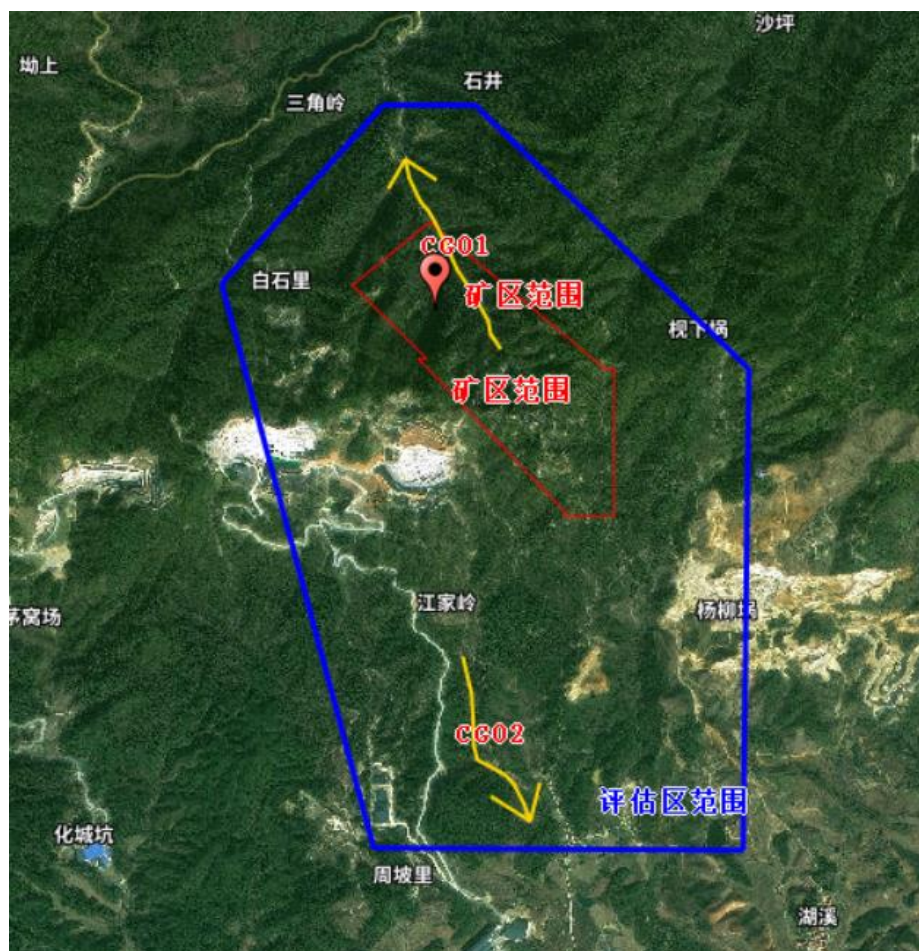 沙坪
坳上
石井
三角岭
CG01
白石里
矿区范围
枧下埚
矿区范围
江家岭
茅窝场
杨柳埚
CG02
评估区范围
化城坑
周坡里
湖溪